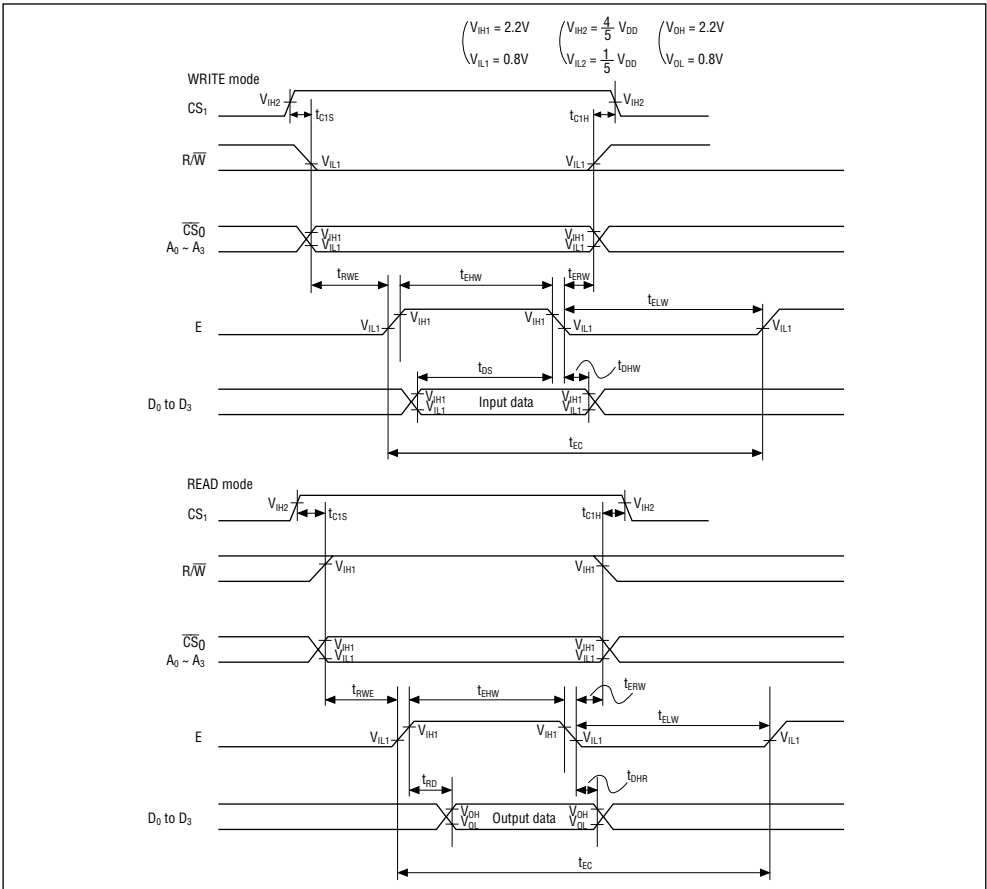 VIH1 = 2.2V VIH2 = 4/5 VDD VOH = 2.2V
VIL1 = 0.8V VIL2 = 1/5 VDD VOL = 0.8V
WRITE mode
CS1 VIH2 tC1S tC1H VIH2
R/W̅ VIL1 VIL1
C̅S̅0 VIH1 VIH1
A0 ~ A3 VIL1 VIL1
tRWE tEHW tERW tELW
E VIL1 VIH1 VIH1 VIL1 VIL1
tDS tDHW
D0 to D3 VIH1 VIL1 Input data VIH1 VIL1
tEC
READ mode
CS1 VIH2 tC1S tC1H VIH2
R/W̅ VIH1 VIH1
C̅S̅0 VIH1 VIH1
A0 ~ A3 VIL1 VIL1
tRWE tEHW tERW tELW
E VIL1 VIH1 VIH1 VIL1 VIL1
tRD tDHR
D0 to D3 VOH VOL Output data VOH VOL
tEC